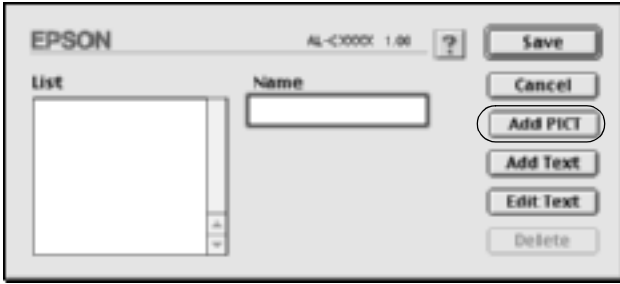 EPSON AL-CXXXX 1.00 ? Save
List Name Cancel
Add PICT
Add Text
Edit Text
Delete